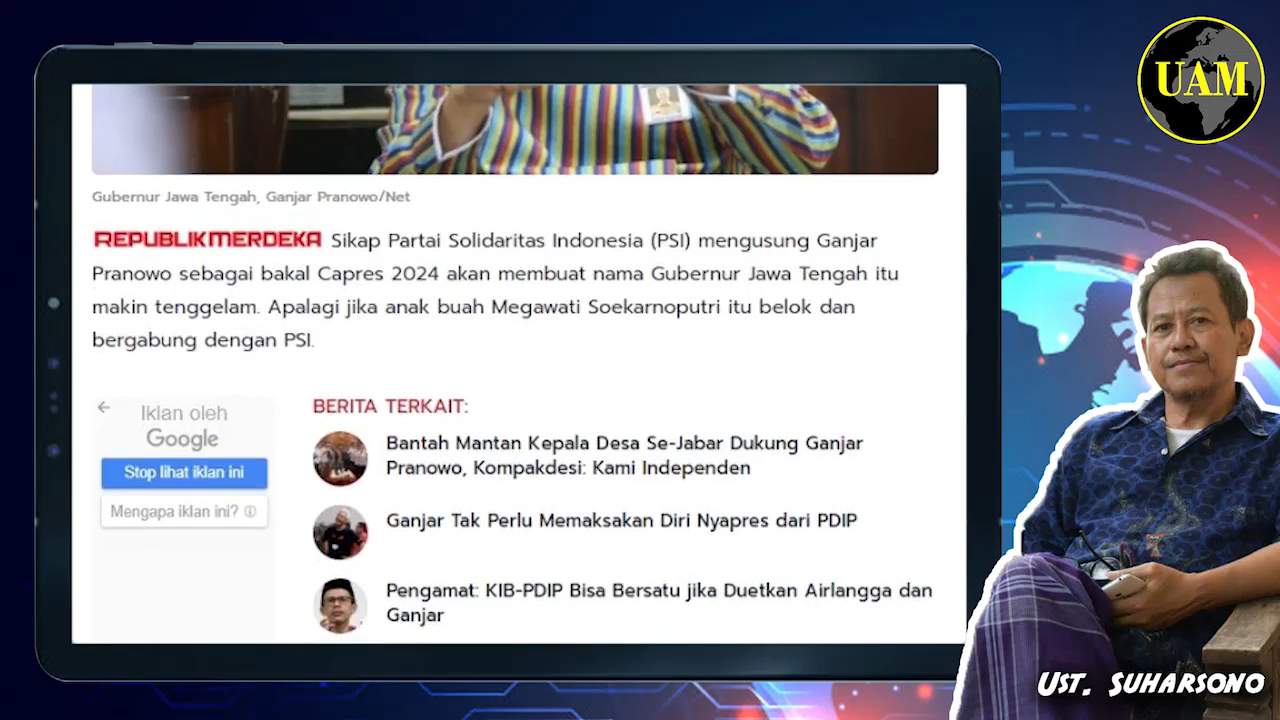 UAM
Gubernur Jawa Tengah, Ganjar Pranowo/Net
REPUBLIKMERDEKA Sikap Partai Solidaritas Indonesia (PSI) mengusung Ganjar
Pranowo sebagai bakal Capres 2024 akan membuat nama Gubernur Jawa Tengah itu
makin tenggelam. Apalagi jika anak buah Megawati Soekarnoputri itu belok dan
bergabung dengan PSI.
Iklan oleh
Google
Stop lihat iklan ini
Mengapa iklan ini?
BERITA TERKAIT:
Bantah Mantan Kepala Desa Se-Jabar Dukung Ganjar
Pranowo, Kompakdesi: Kami Independen
Ganjar Tak Perlu Memaksakan Diri Nyapres dari PDIP
Pengamat: KIB-PDIP Bisa Bersatu jika Duetkan Airlangga dan
Ganjar
UST. SUHARSONO